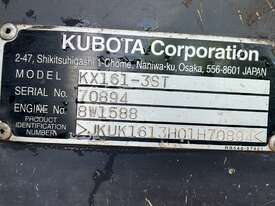 KUBOTA Corporation
2-47, Shikitsuhigashi 1-Chome, Naniwa-ku, Osaka, 556-8601 JAPAN
MODEL KX161-3ST
SERIAL No. 70894
ENGINE No. 8W1588
PRODUCT
IDENTIFICATION
NUMBER >JKUK1613H01H70894<